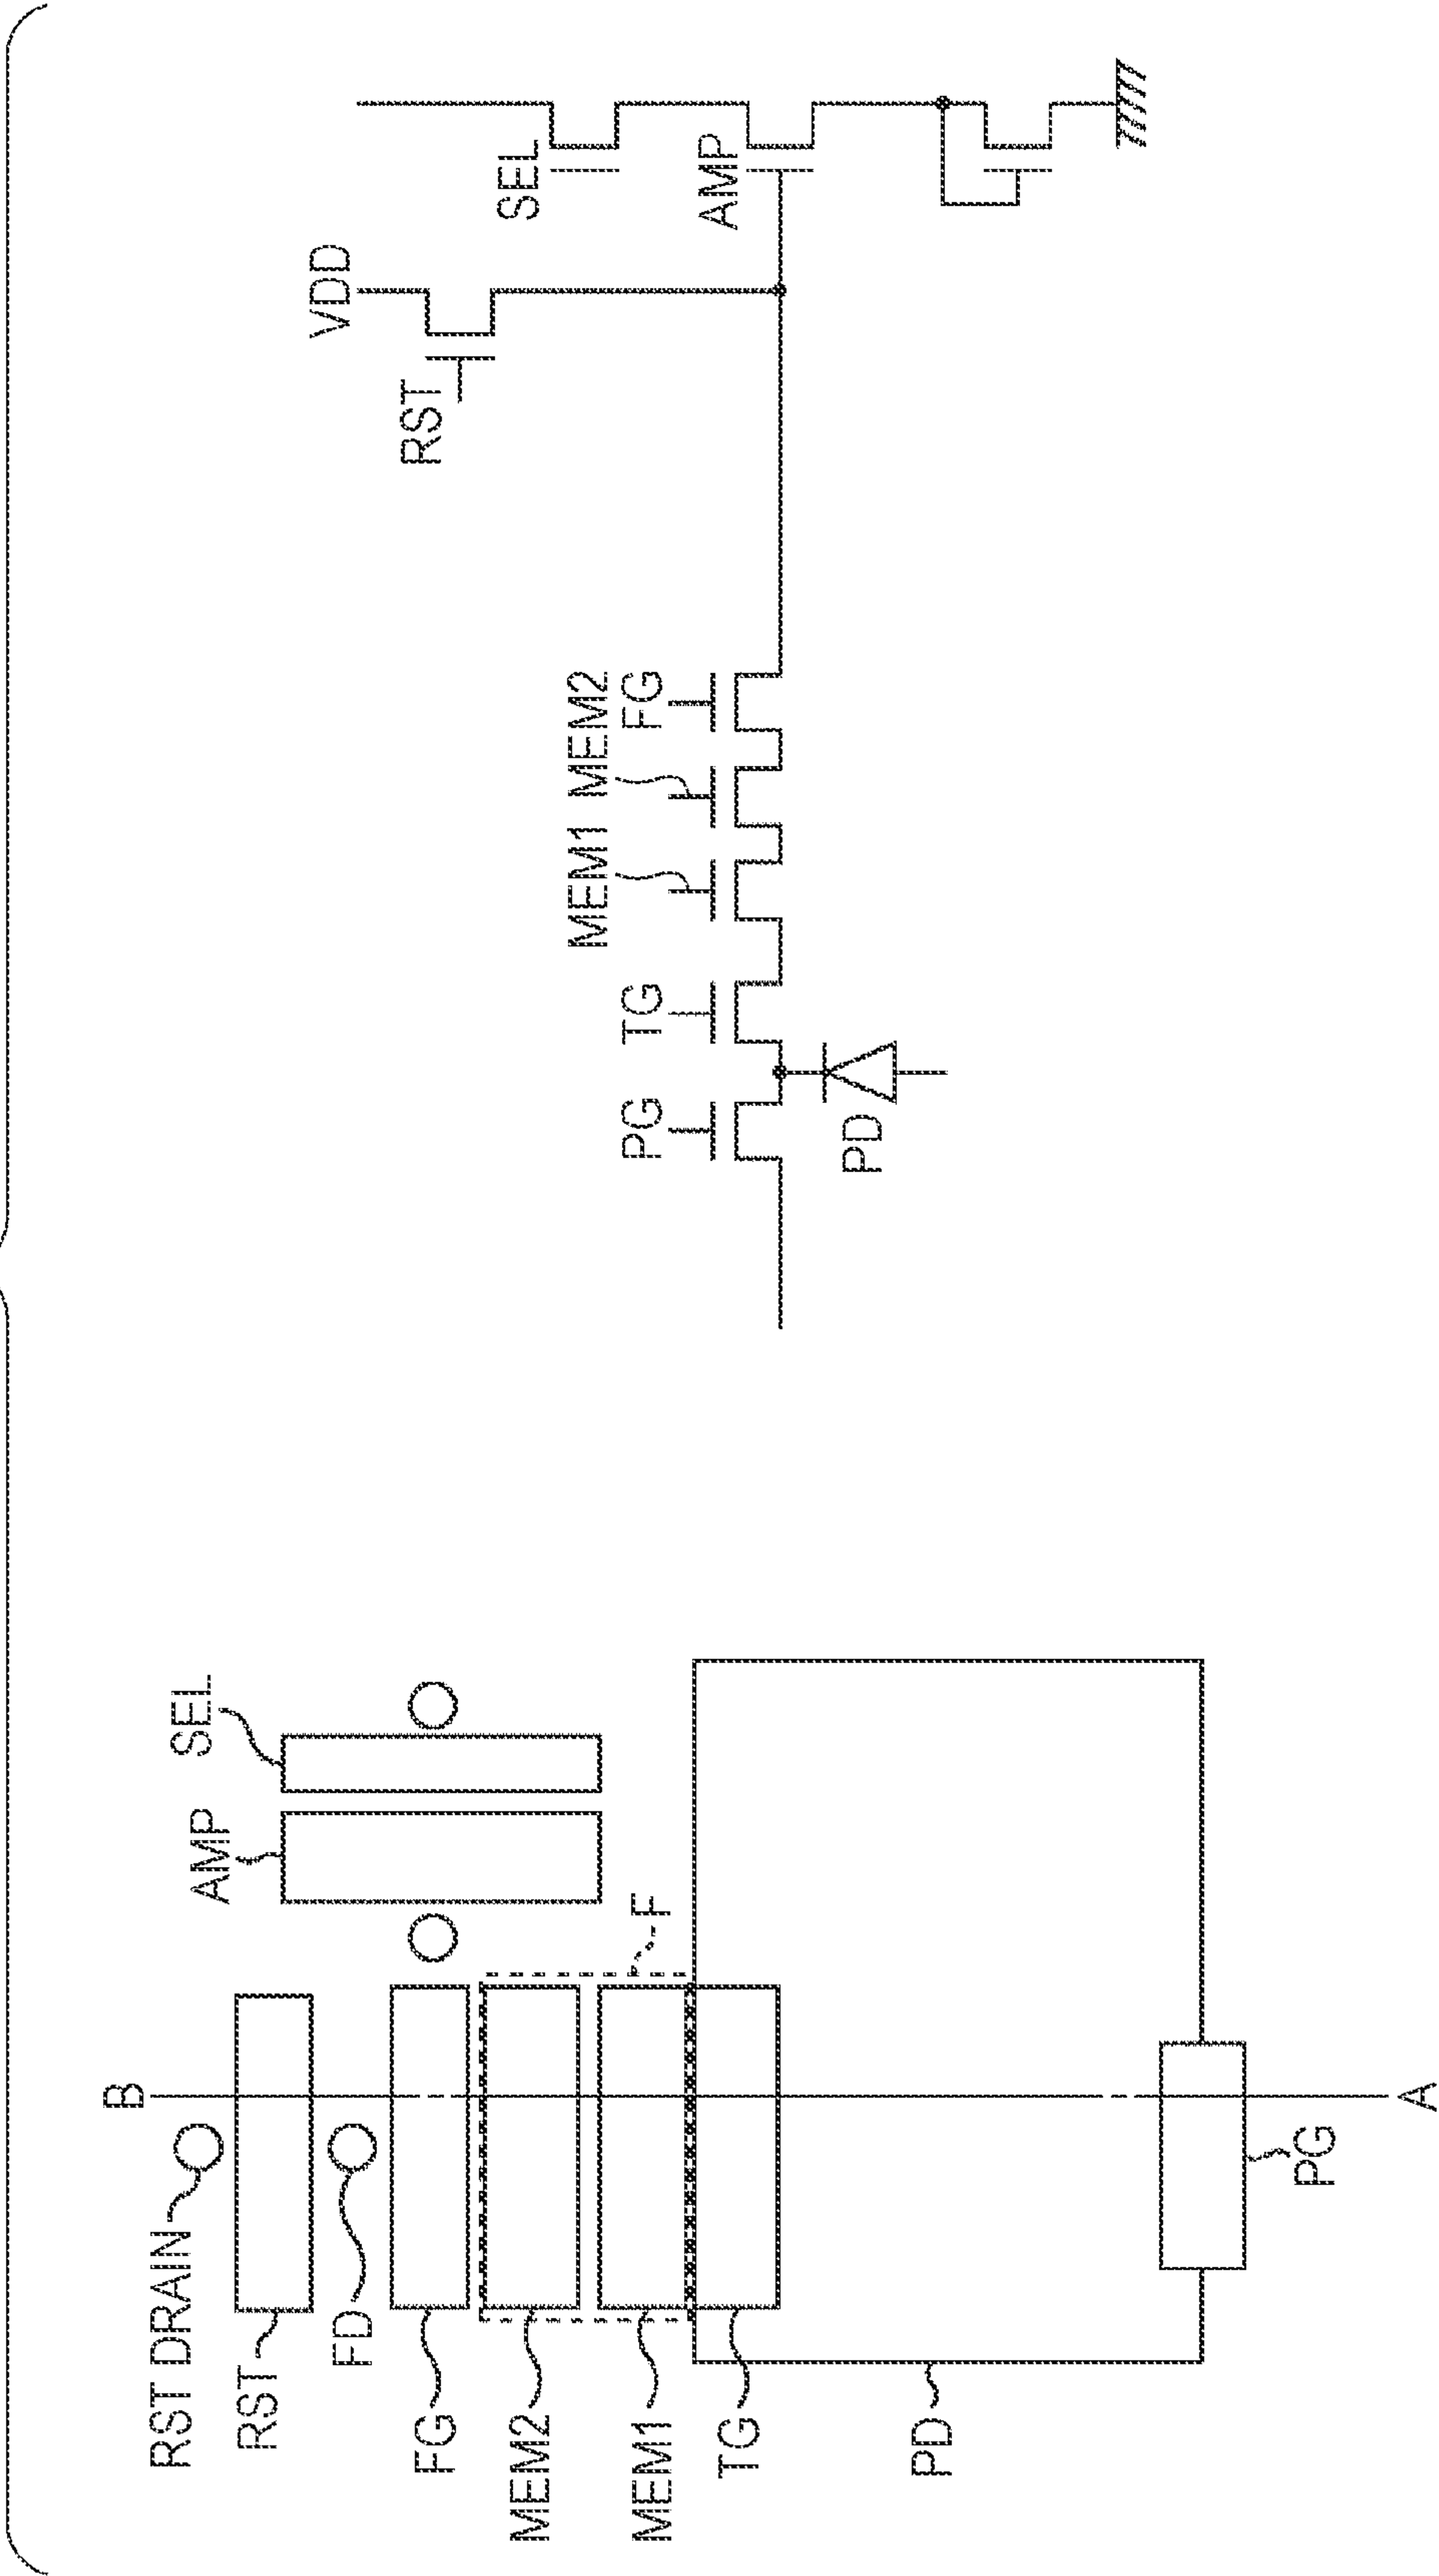 B
RST DRAIN
RST
FD
FG
MEM2
MEM1
TG
PD
PG
A
AMP
SEL
F
PG
TG
MEM1
MEM2
FG
PD
RST
VDD
SEL
AMP